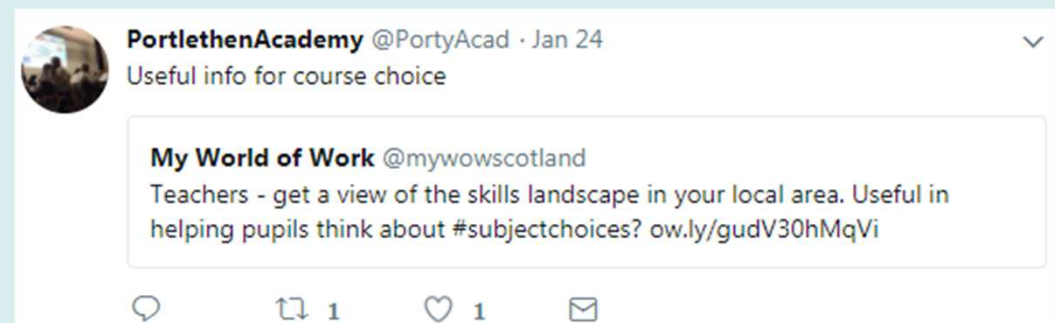 PortlethenAcademy @PortyAcad · Jan 24
Useful info for course choice
My World of Work @mywowscotland
Teachers - get a view of the skills landscape in your local area. Useful in
helping pupils think about #subjectchoices? ow.ly/gudV30hMqVi
1 1